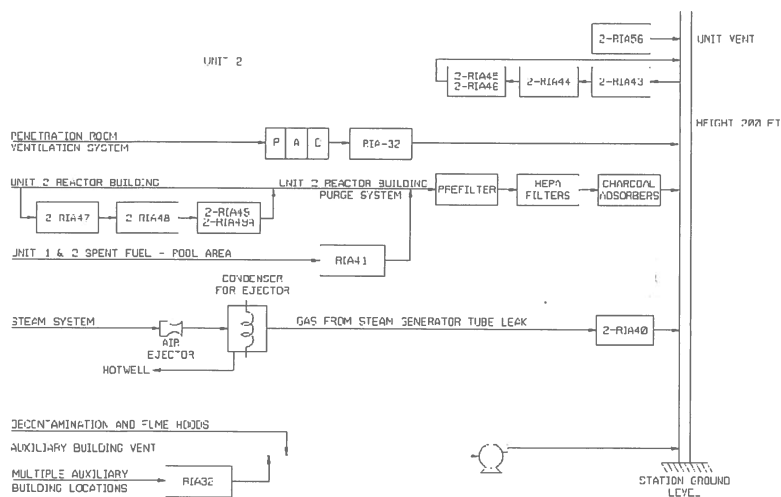 2-RIA56
UNIT VENT
UNIT 2
2-RIA45
2-RIA46
2-RIA44
2-RIA43
HEIGHT 200 FT
PENETRATION ROOM
VENTILATION SYSTEM
P A C
RIA-32
UNIT 2 REACTOR BUILDING
UNIT 2 REACTOR BUILDING
PURGE SYSTEM
PREFILTER
HEPA
FILTERS
CHARCOAL
ADSORBERS
2-RIA47
2-RIA48
2-RIA49
2-RIA49A
UNIT 1 & 2 SPENT FUEL - POOL AREA
RIA41
CONDENSER
FOR EJECTOR
STEAM SYSTEM
AIR
EJECTOR
GAS FROM STEAM GENERATOR TUBE LEAK
2-RIA40
HOTWELL
DECONTAMINATION AND FUME HOODS
AUXILIARY BUILDING VENT
MULTIPLE AUXILIARY
BUILDING LOCATIONS
RIA32
STATION GROUND
LEVEL